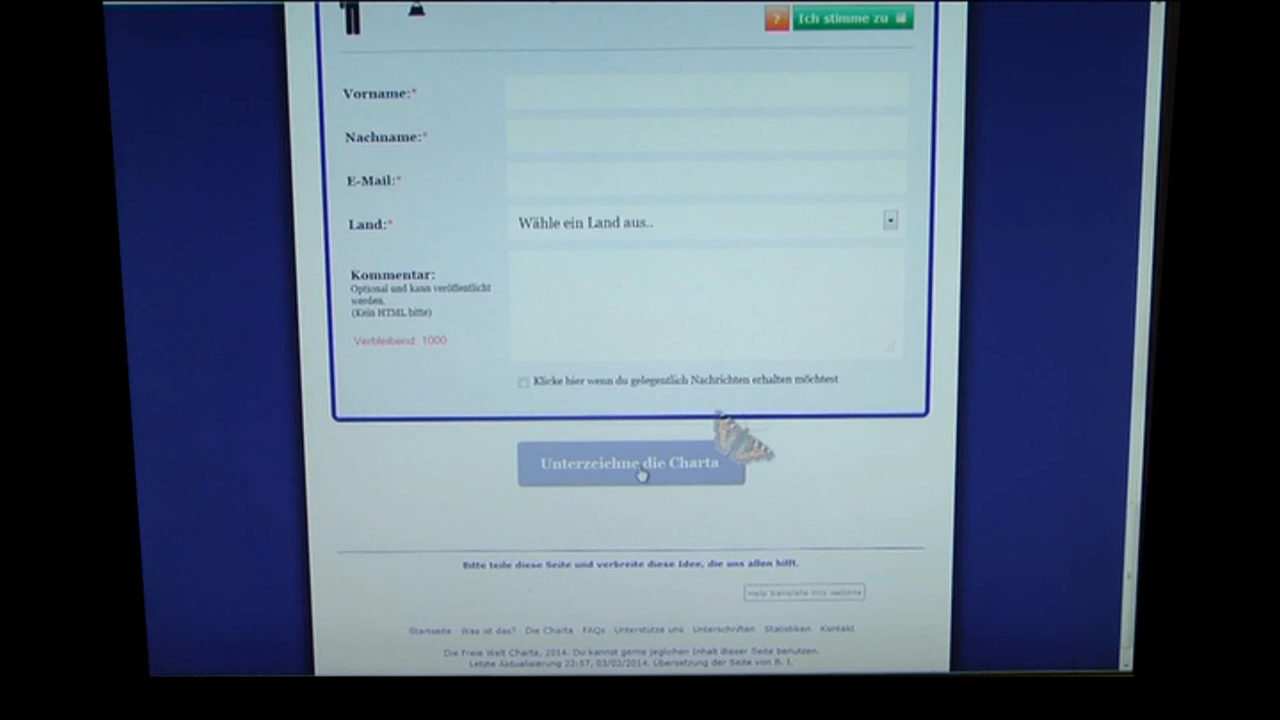 ? Ich stimme zu
Vorname:*
Nachname:*
E-Mail:*
Land:* Wähle ein Land aus..
Kommentar:
Optional und kann veröffentlicht
werden.
(Kein HTML bitte)
Verbleibend: 1000
Klicke hier wenn du gelegentlich Nachrichten erhalten möchtest
Unterzeichne die Charta
Bitte teile diese Seite und verbreite diese Idee, die uns allen hilft.
Help translate this website
Startseite Was ist das? Die Charta FAQs Unterstütze uns Unterschriften Statistiken Kontakt
Die Freie Welt Charta, 2014. Du kannst gerne jeglichen Inhalt dieser Seite benutzen.
Letzte Aktualisierung 22:57, 03/02/2014. Übersetzung der Seite von B. I.